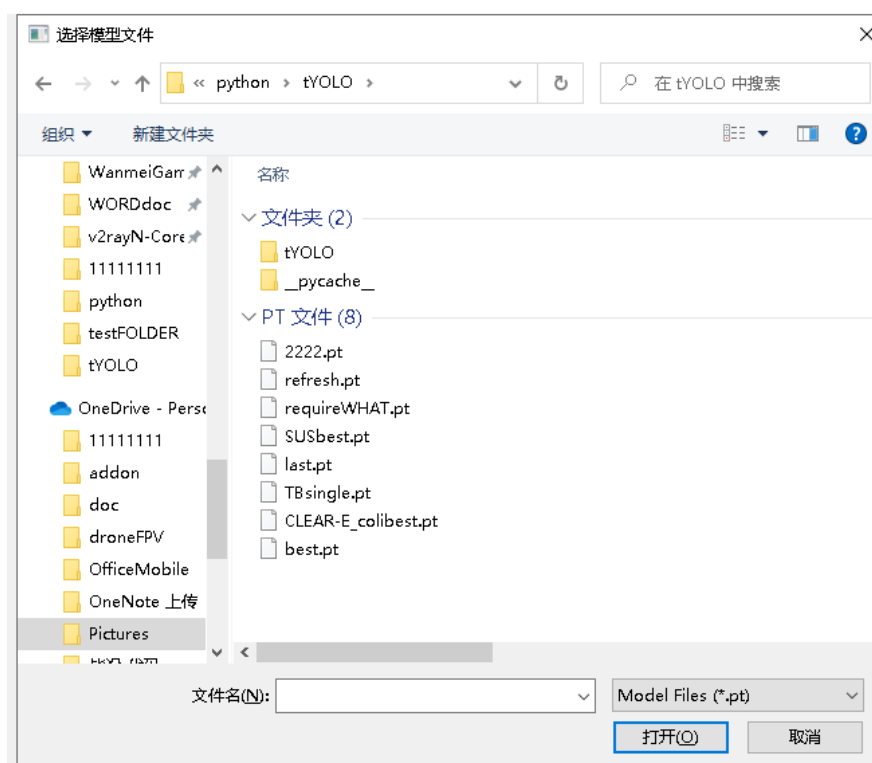 选择模型文件
« python › tYOLO ›
在 tYOLO 中搜索
组织
新建文件夹
WanmeiGam
WORDdoc
v2rayN-Core
11111111
python
testFOLDER
tYOLO
OneDrive - Perso
11111111
addon
doc
droneFPV
OfficeMobile
OneNote 上传
Pictures
名称
文件夹 (2)
tYOLO
__pycache__
PT 文件 (8)
2222.pt
refresh.pt
requireWHAT.pt
SUSbest.pt
last.pt
TBsingle.pt
CLEAR-E_colibest.pt
best.pt
文件名(N):
Model Files (*.pt)
打开(O)
取消